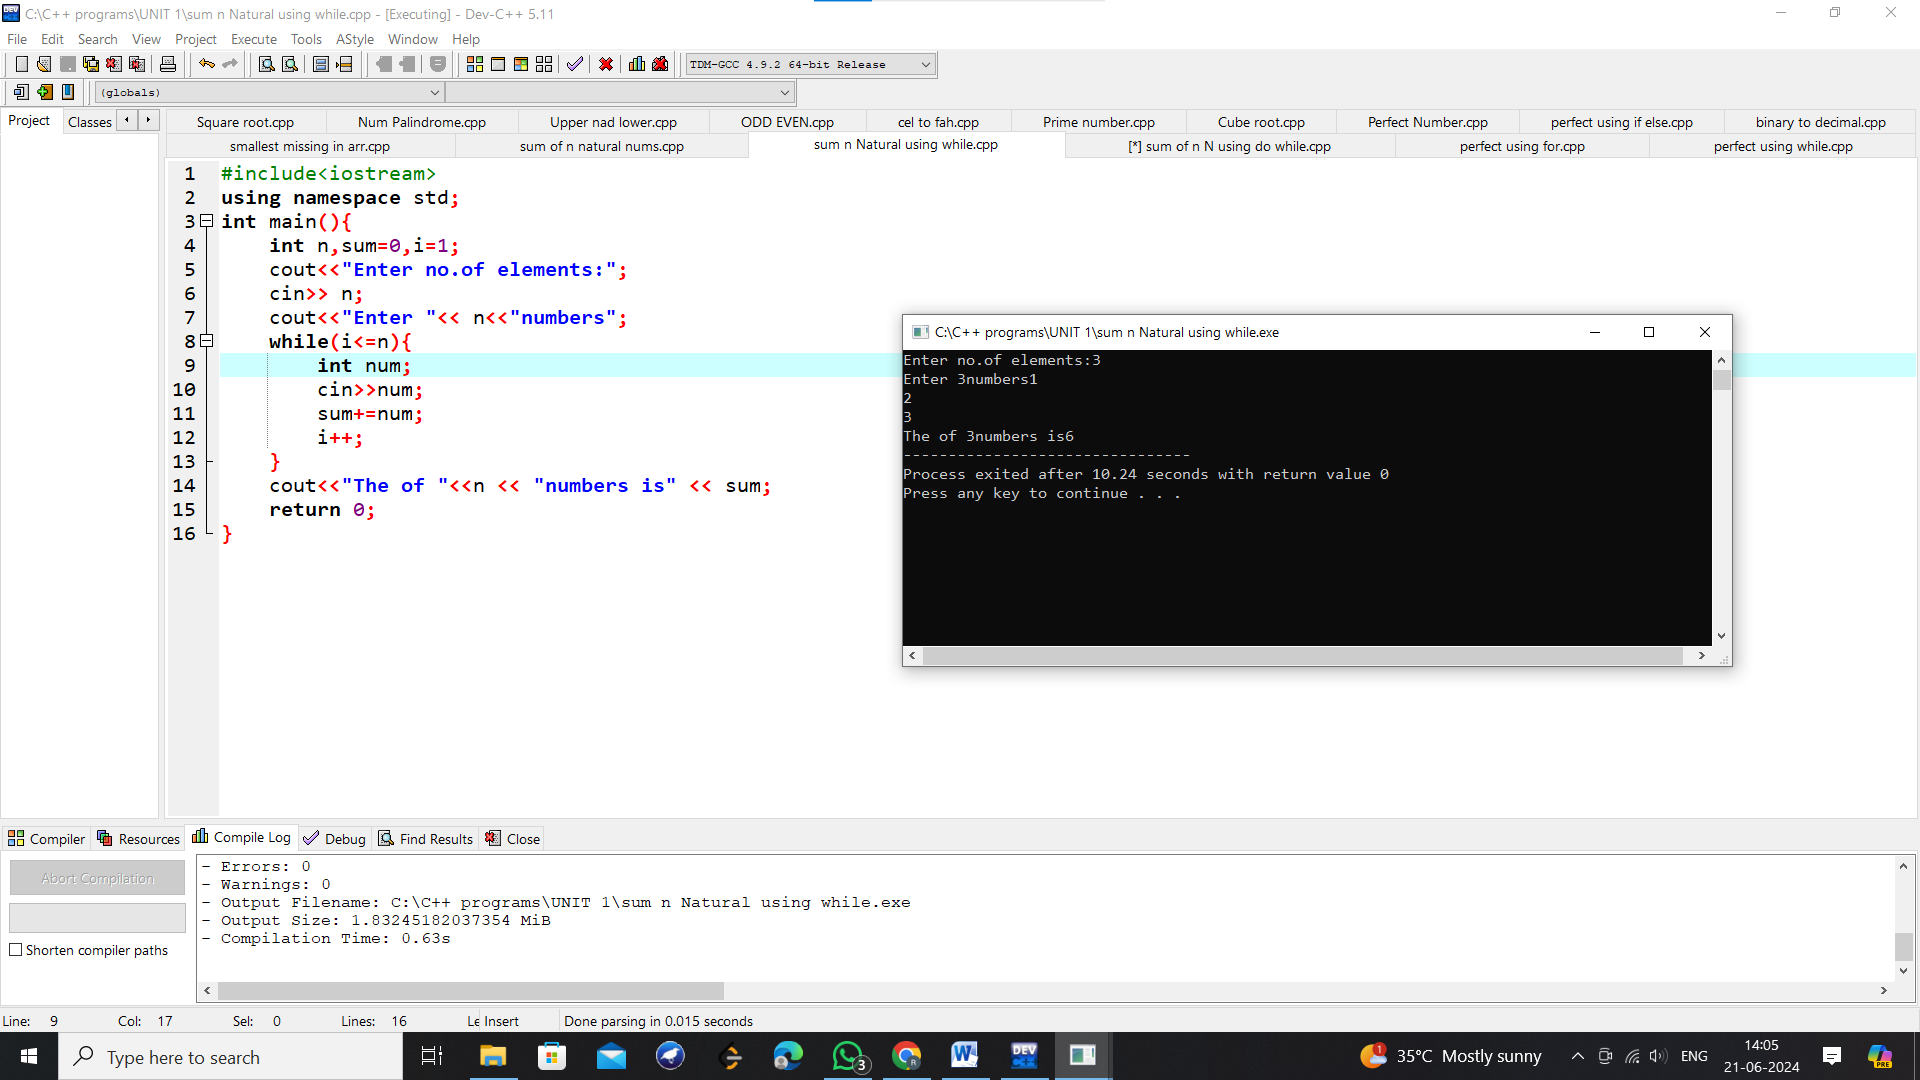 C:\C++ programs\UNIT 1\sum n Natural using while.cpp - [Executing] - Dev-C++ 5.11
File Edit Search View Project Execute Tools AStyle Window Help
TDM-GCC 4.9.2 64-bit Release
(globals)
Project Classes
Square root.cpp Num Palindrome.cpp Upper nad lower.cpp ODD EVEN.cpp cel to fah.cpp Prime number.cpp Cube root.cpp Perfect Number.cpp perfect using if else.cpp binary to decimal.cpp
smallest missing in arr.cpp sum of n natural nums.cpp sum n Natural using while.cpp [*] sum of n N using do while.cpp perfect using for.cpp perfect using while.cpp
1 #include<iostream>
2 using namespace std;
3 int main(){
4 int n,sum=0,i=1;
5 cout<<"Enter no.of elements:";
6 cin>> n;
7 cout<<"Enter "<< n<<"numbers";
8 while(i<=n){
9 int num;
10 cin>>num;
11 sum+=num;
12 i++;
13 }
14 cout<<"The of "<<n << "numbers is" << sum;
15 return 0;
16 }
C:\C++ programs\UNIT 1\sum n Natural using while.exe
Enter no.of elements:3
Enter 3numbers1
2
3
The of 3numbers is6
--------------------------------
Process exited after 10.24 seconds with return value 0
Press any key to continue . . .
Compiler Resources Compile Log Debug Find Results Close
Abort Compilation
Shorten compiler paths
- Errors: 0
- Warnings: 0
- Output Filename: C:\C++ programs\UNIT 1\sum n Natural using while.exe
- Output Size: 1.83245182037354 MiB
- Compilation Time: 0.63s
Line: 9 Col: 17 Sel: 0 Lines: 16 Le Insert Done parsing in 0.015 seconds
Type here to search
DEV
3
1
35°C Mostly sunny
ENG
14:05
21-06-2024
PRE